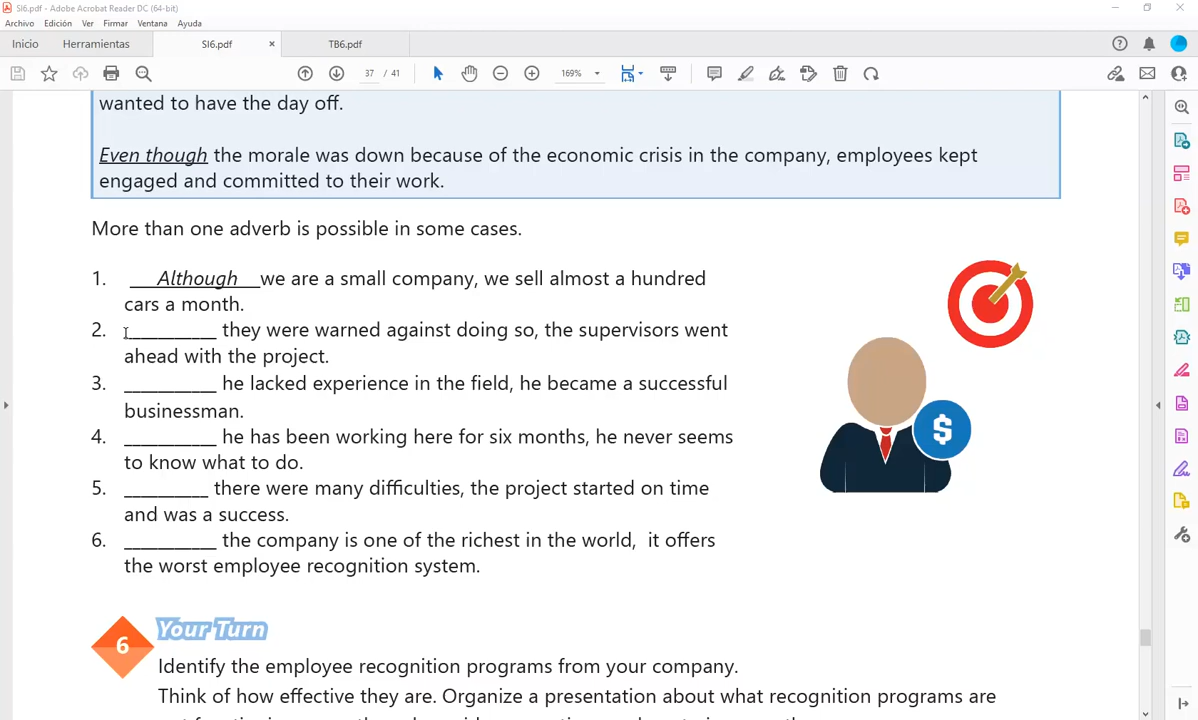 SI6.pdf - Adobe Acrobat Reader DC (64-bit)
Archivo Edición Ver Firmar Ventana Ayuda
Inicio Herramientas SI6.pdf × TB6.pdf
37 / 41 169%
wanted to have the day off.
Even though the morale was down because of the economic crisis in the company, employees kept
engaged and committed to their work.
More than one adverb is possible in some cases.
1. ___Although___we are a small company, we sell almost a hundred
cars a month.
2. __________ they were warned against doing so, the supervisors went
ahead with the project.
3. __________ he lacked experience in the field, he became a successful
businessman.
4. __________ he has been working here for six months, he never seems
to know what to do.
5. _________ there were many difficulties, the project started on time
and was a success.
6. __________ the company is one of the richest in the world, it offers
the worst employee recognition system.
$
6 Your Turn
Identify the employee recognition programs from your company.
Think of how effective they are. Organize a presentation about what recognition programs are